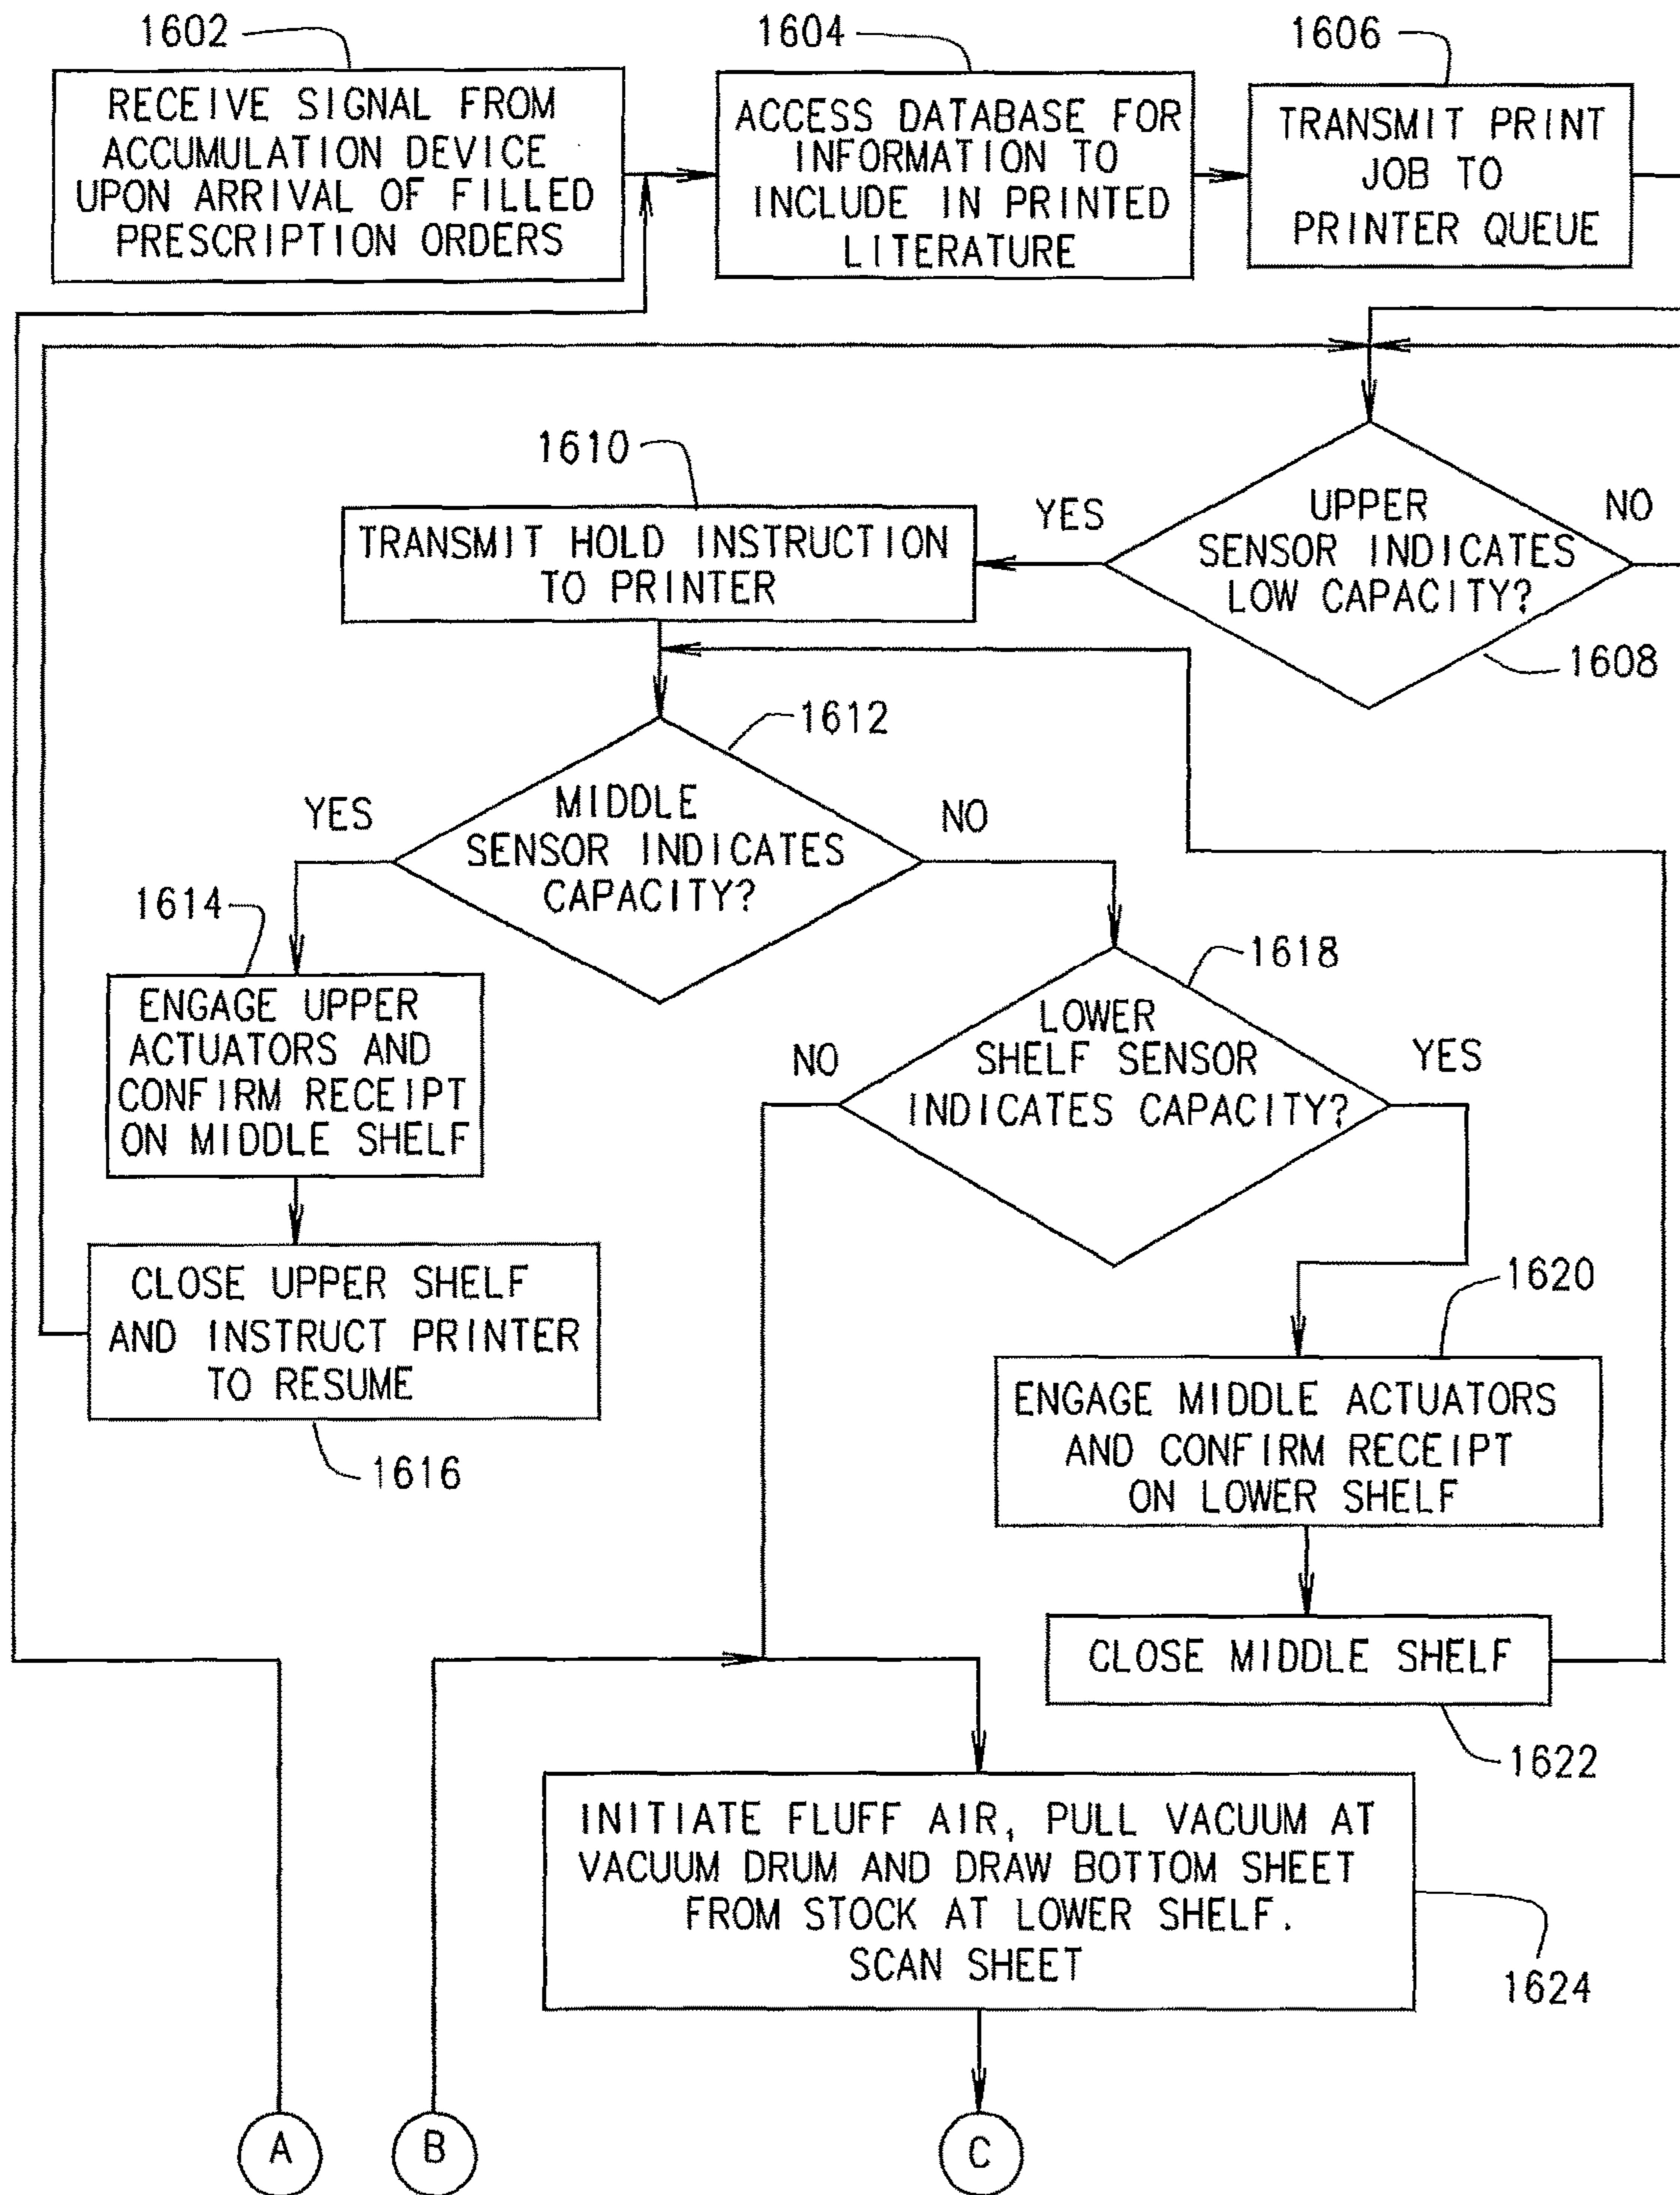 1602
RECEIVE SIGNAL FROM
ACCUMULATION DEVICE
UPON ARRIVAL OF FILLED
PRESCRIPTION ORDERS
1604
ACCESS DATABASE FOR
INFORMATION TO
INCLUDE IN PRINTED
LITERATURE
1606
TRANSMIT PRINT
JOB TO
PRINTER QUEUE
UPPER
SENSOR INDICATES
LOW CAPACITY?
YES
NO
1608
1610
TRANSMIT HOLD INSTRUCTION
TO PRINTER
1612
MIDDLE
SENSOR INDICATES
CAPACITY?
YES
NO
1614
ENGAGE UPPER
ACTUATORS AND
CONFIRM RECEIPT
ON MIDDLE SHELF
CLOSE UPPER SHELF
AND INSTRUCT PRINTER
TO RESUME
1616
1618
LOWER
SHELF SENSOR
INDICATES CAPACITY?
NO
YES
1620
ENGAGE MIDDLE ACTUATORS
AND CONFIRM RECEIPT
ON LOWER SHELF
CLOSE MIDDLE SHELF
1622
INITIATE FLUFF AIR, PULL VACUUM AT
VACUUM DRUM AND DRAW BOTTOM SHEET
FROM STOCK AT LOWER SHELF.
SCAN SHEET
1624
A
B
C